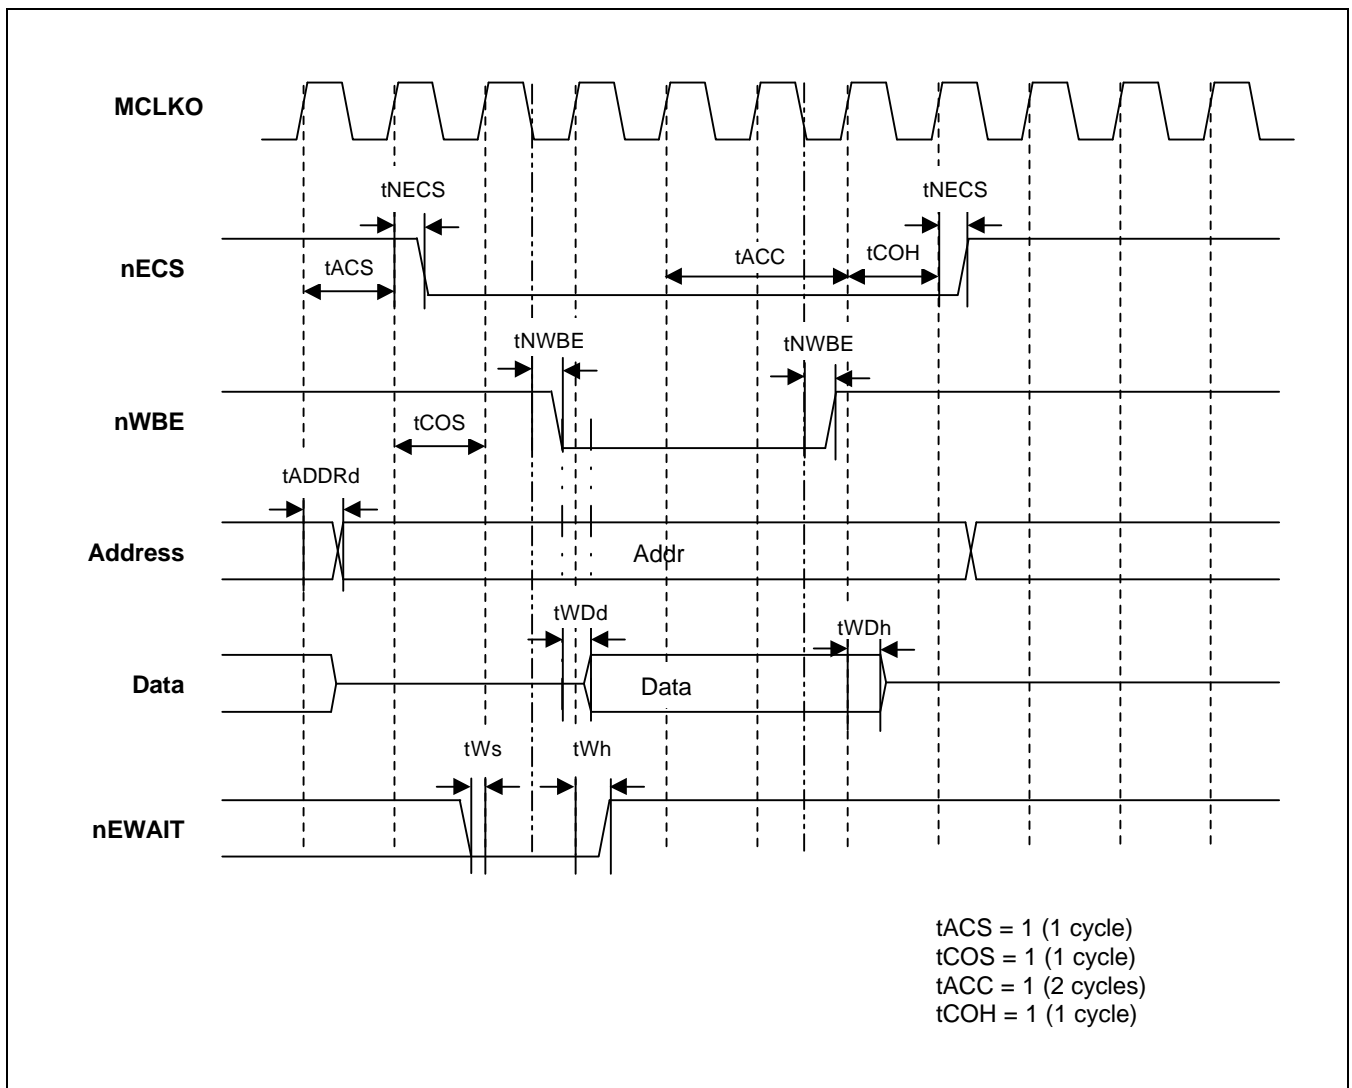 MCLKO
tNECS
tNECS
nECS
tACS
tACC
tCOH
tNWBE
tNWBE
nWBE
tCOS
tADDRd
Address
Addr
tWDd
tWDh
Data
Data
tWs
tWh
nEWAIT
tACS = 1 (1 cycle)
tCOS = 1 (1 cycle)
tACC = 1 (2 cycles)
tCOH = 1 (1 cycle)